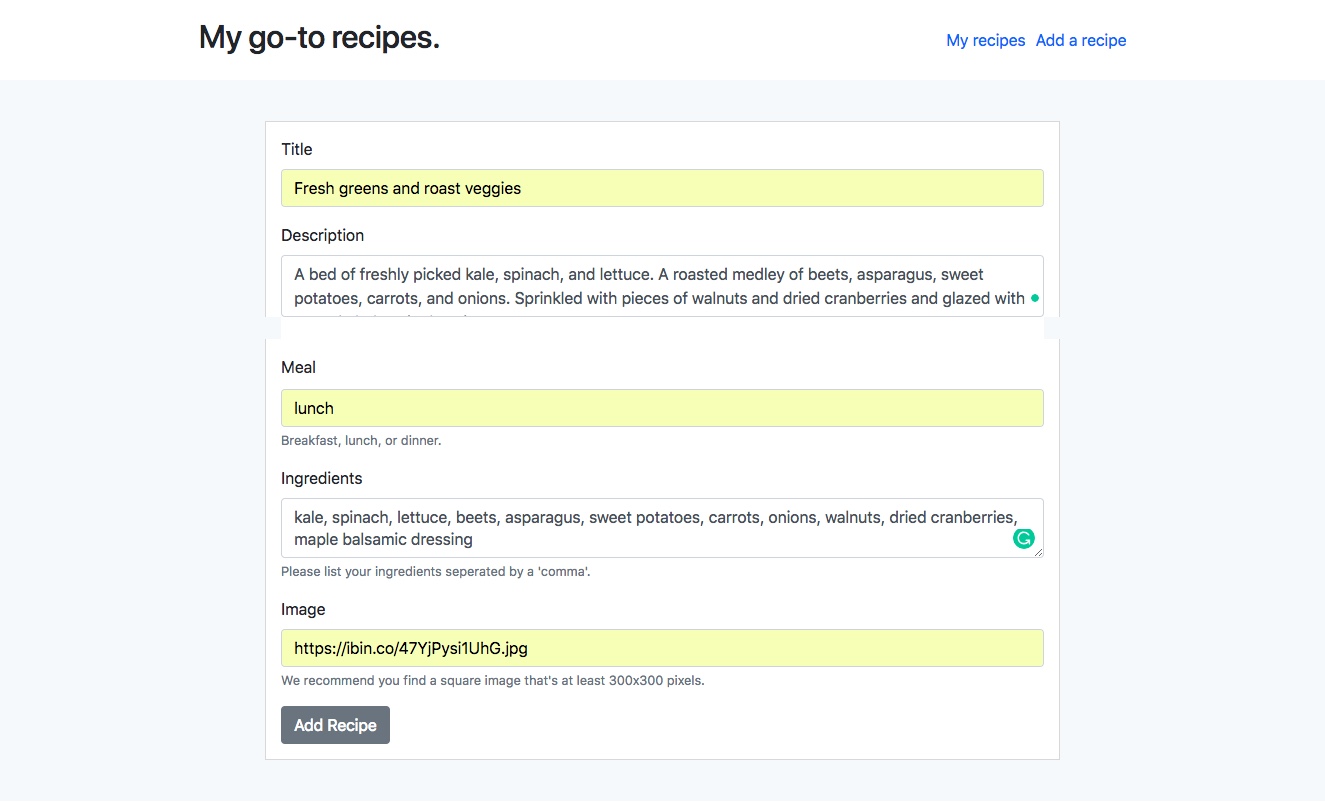 My go-to recipes.
My recipes Add a recipe
Title
Fresh greens and roast veggies
Description
A bed of freshly picked kale, spinach, and lettuce. A roasted medley of beets, asparagus, sweet
potatoes, carrots, and onions. Sprinkled with pieces of walnuts and dried cranberries and glazed with
Meal
lunch
Breakfast, lunch, or dinner.
Ingredients
kale, spinach, lettuce, beets, asparagus, sweet potatoes, carrots, onions, walnuts, dried cranberries,
maple balsamic dressing
Please list your ingredients seperated by a 'comma'.
Image
https://ibin.co/47YjPysi1UhG.jpg
We recommend you find a square image that's at least 300x300 pixels.
Add Recipe